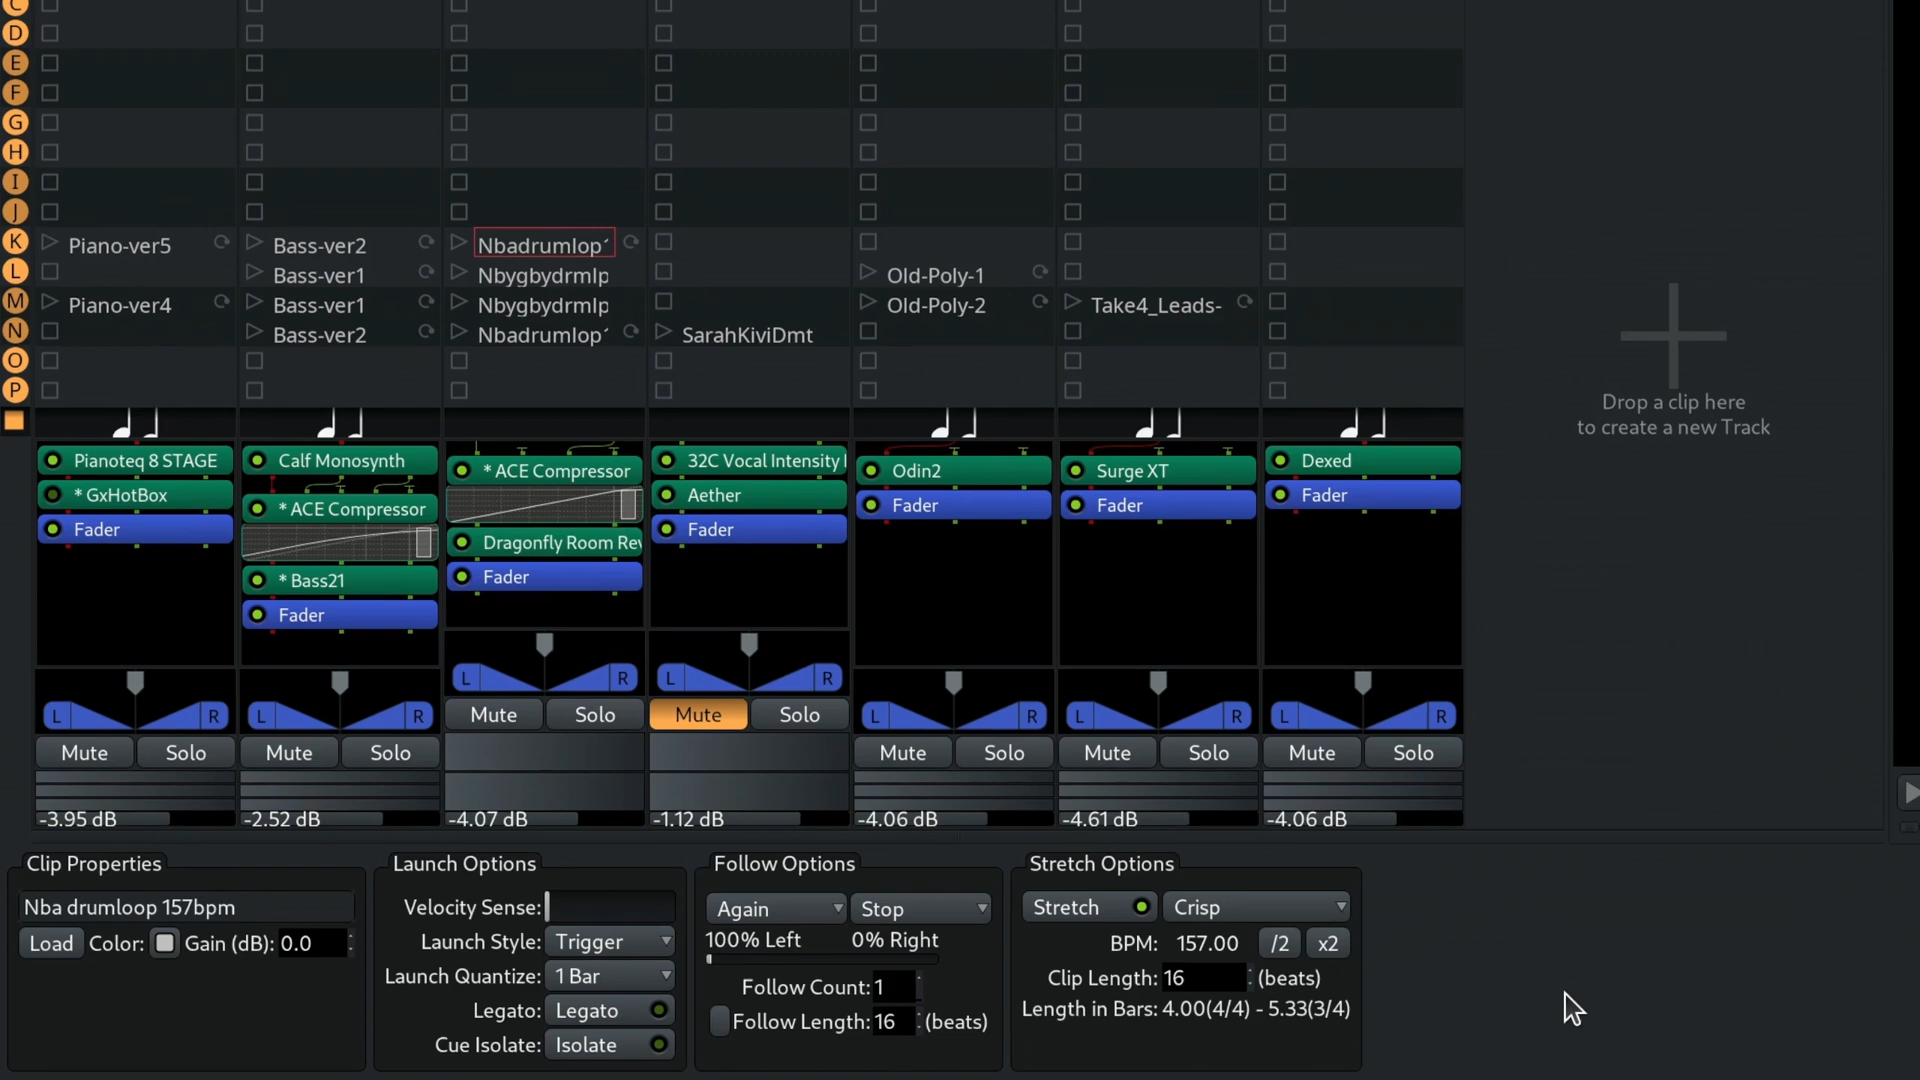 C
D
E
F
G
H
I
J
K Piano-ver5 Bass-ver2 Nbadrumlop
L Bass-ver1 Nbygbydrmlp Old-Poly-1
M Piano-ver4 Bass-ver1 Nbygbydrmlp Old-Poly-2 Take4_Leads-
N Bass-ver2 Nbadrumlop SarahKiviDmt
O
P
Drop a clip here
to create a new Track
Pianoteq 8 STAGE
* GxHotBox
Fader
Calf Monosynth
* ACE Compressor
* Bass21
Fader
* ACE Compressor
Dragonfly Room Rev
Fader
32C Vocal Intensity
Aether
Fader
Odin2
Fader
Surge XT
Fader
Dexed
Fader
L R L R L R L R L R L R L R
Mute Solo Mute Solo Mute Solo Mute Solo Mute Solo Mute Solo Mute Solo
-3.95 dB -2.52 dB -4.07 dB -1.12 dB -4.06 dB -4.61 dB -4.06 dB
Clip Properties
Nba drumloop 157bpm
Load Color: Gain (dB): 0.0
Launch Options
Velocity Sense:
Launch Style: Trigger
Launch Quantize: 1 Bar
Legato: Legato
Cue Isolate: Isolate
Follow Options
Again Stop
100% Left 0% Right
Follow Count: 1
Follow Length: 16 (beats)
Stretch Options
Stretch Crisp
BPM: 157.00 /2 x2
Clip Length: 16 (beats)
Length in Bars: 4.00(4/4) - 5.33(3/4)